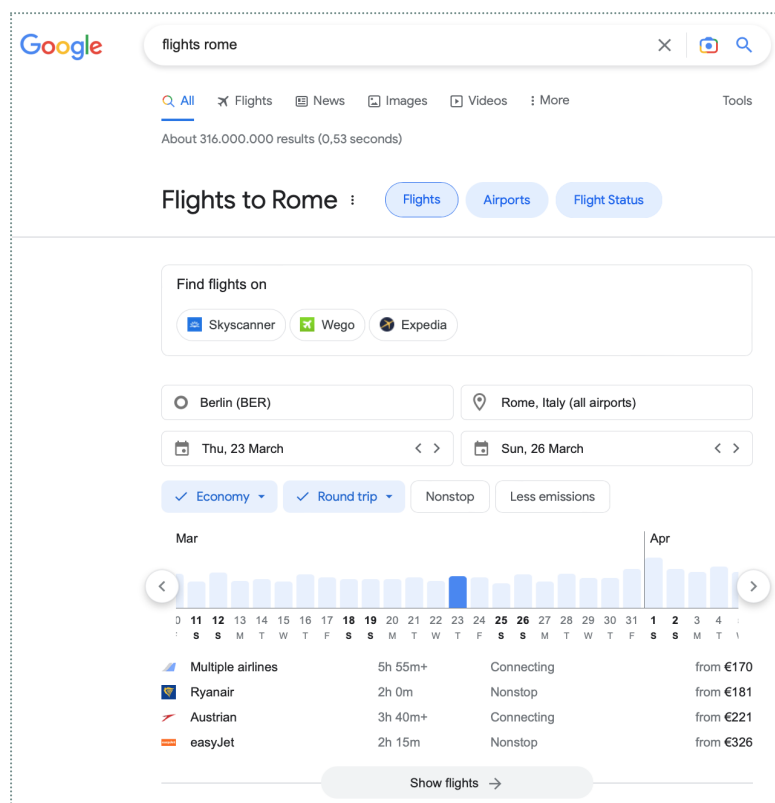 Google flights rome
All Flights News Images Videos More Tools
About 316.000.000 results (0,53 seconds)
Flights to Rome Flights Airports Flight Status
Find flights on
Skyscanner Wego Expedia
Berlin (BER) Rome, Italy (all airports)
Thu, 23 March < > Sun, 26 March < >
Economy Round trip Nonstop Less emissions
Mar Apr
11 12 13 14 15 16 17 18 19 20 21 22 23 24 25 26 27 28 29 30 31 1 2 3 4
S S M T W T F S S M T W T F S S M T W T F S S M T
Multiple airlines 5h 55m+ Connecting from €170
Ryanair 2h 0m Nonstop from €181
Austrian 3h 40m+ Connecting from €221
easyJet 2h 15m Nonstop from €326
Show flights →